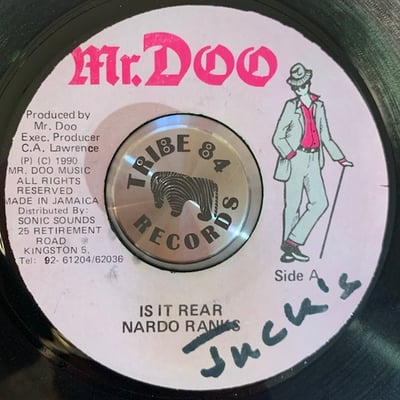 Mr. Doo
Produced by
Mr. Doo
Exec. Producer
C.A. Lawrence
(P) (C) 1990
MR. DOO MUSIC
ALL RIGHTS
RESERVED
MADE IN JAMAICA
Distributed By:
SONIC SOUNDS
25 RETIREMENT
ROAD
KINGSTON 5.
Tel: 92-61204/62036
TRIBE 84
RECORDS
Side A
IS IT REAR
NARDO RANKS
Juck's